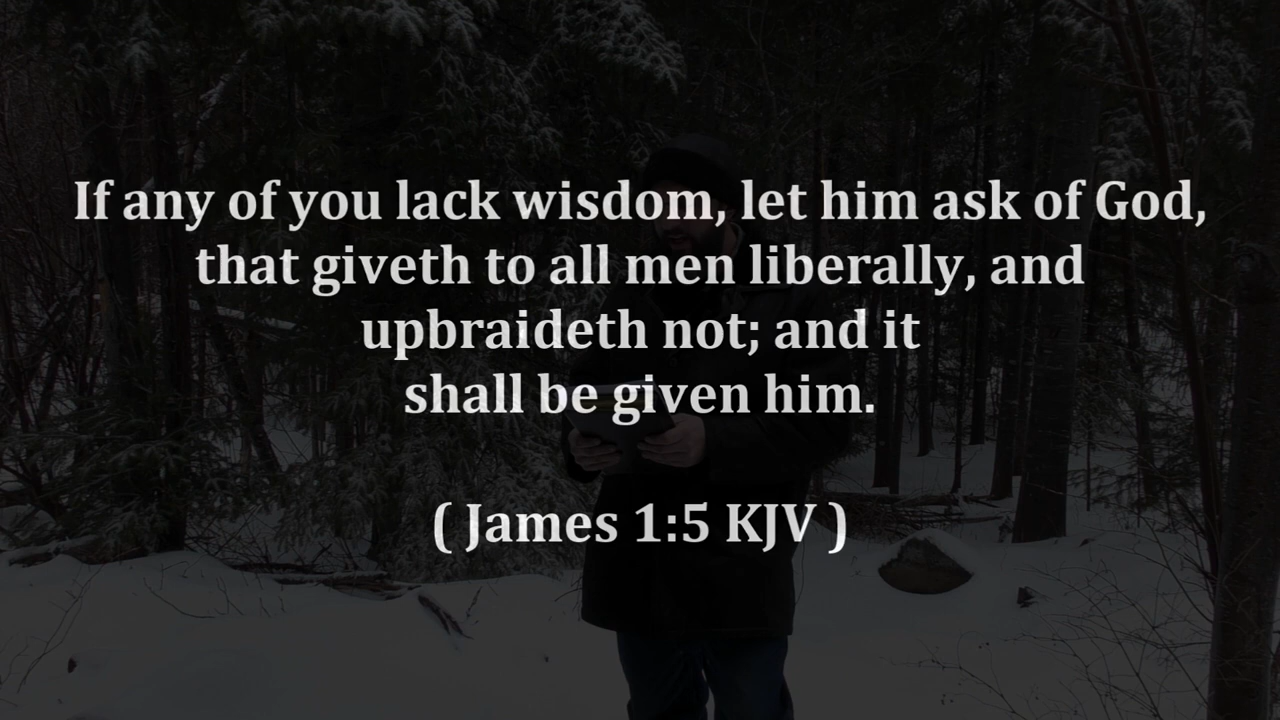 If any of you lack wisdom, let him ask of God,
that giveth to all men liberally, and
upbraideth not; and it
shall be given him.
( James 1:5 KJV )